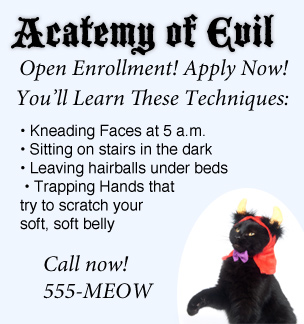 Acatemy of Evil
Open Enrollment! Apply Now!
You'll Learn These Techniques:
• Kneading Faces at 5 a.m.
• Sitting on stairs in the dark
• Leaving hairballs under beds
• Trapping Hands that
try to scratch your
soft, soft belly
Call now!
555-MEOW